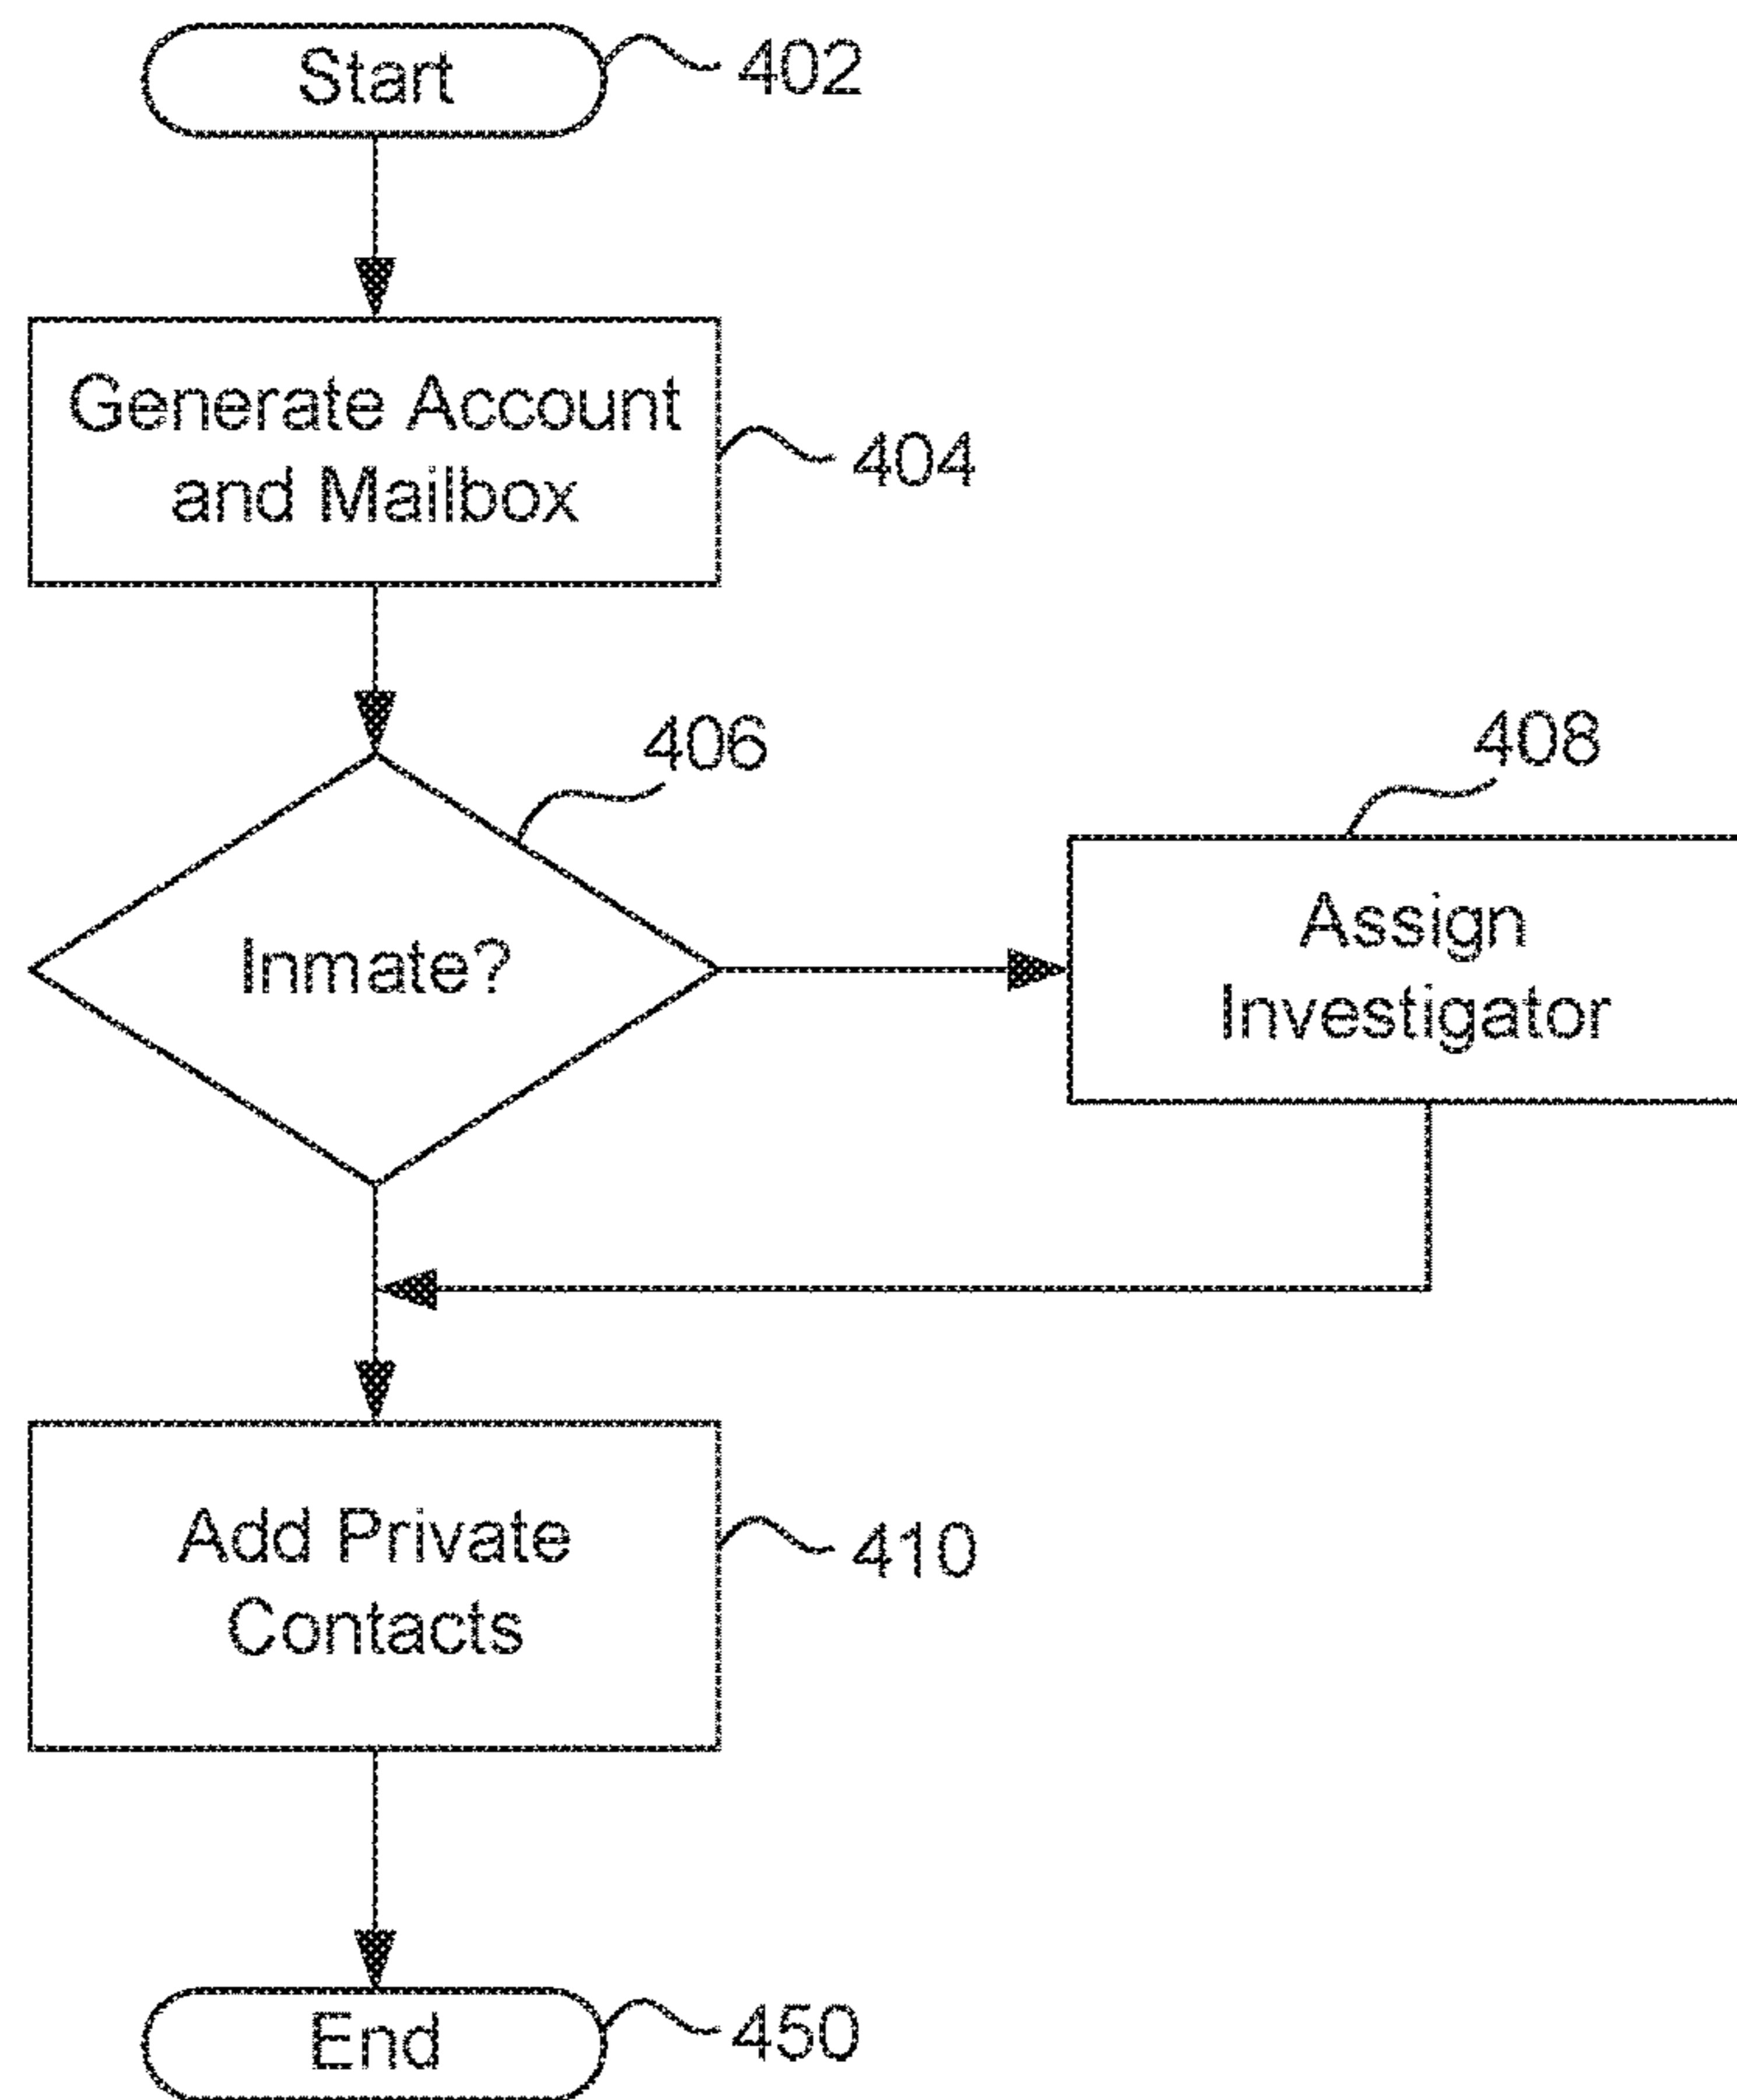 Start
402
Generate Account
and Mailbox
404
406
Inmate?
408
Assign
Investigator
Add Private
Contacts
410
End
450